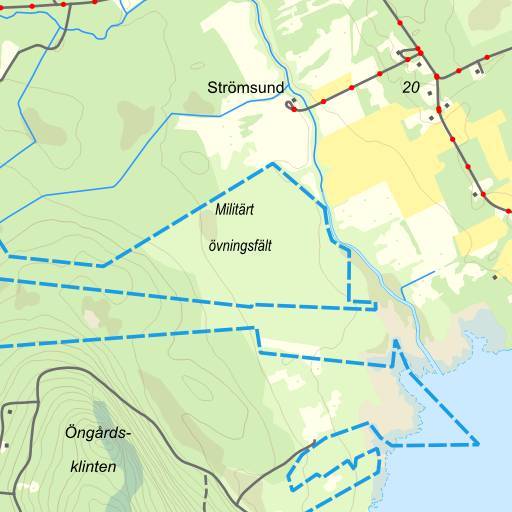 Strömsund
20
Militärt
övningsfält
Öngårds-
klinten